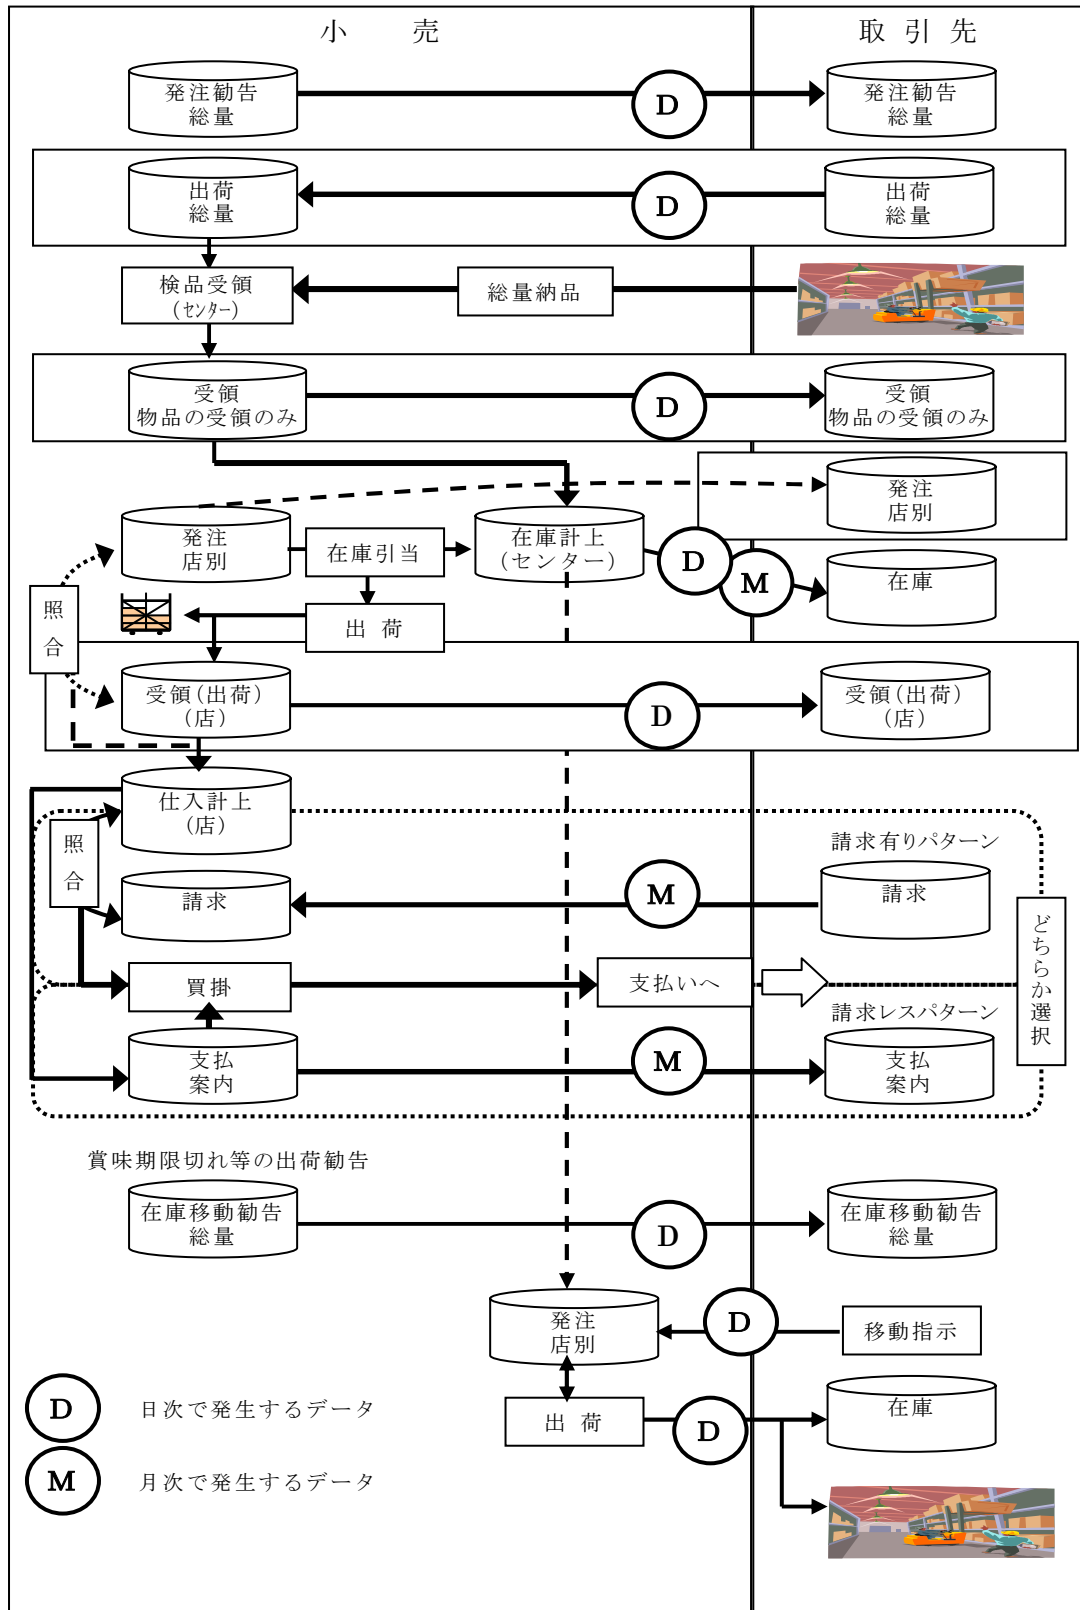 小　売
取 引 先
発注勧告
総量
D
発注勧告
総量
出荷
総量
D
出荷
総量
検品受領
(センター)
総量納品
受領
物品の受領のみ
D
受領
物品の受領のみ
発注
店別
発注
店別
在庫引当
在庫計上
(センター)
D
M
在庫
照
合
出 荷
受領(出荷)
(店)
D
受領(出荷)
(店)
仕入計上
(店)
照
合
請求有りパターン
請求
M
請求
どちらか選択
買掛
支払いへ
請求レスパターン
支払
案内
M
支払
案内
賞味期限切れ等の出荷勧告
在庫移動勧告
総量
D
在庫移動勧告
総量
発注
店別
D
移動指示
D
日次で発生するデータ
出 荷
D
在庫
M
月次で発生するデータ